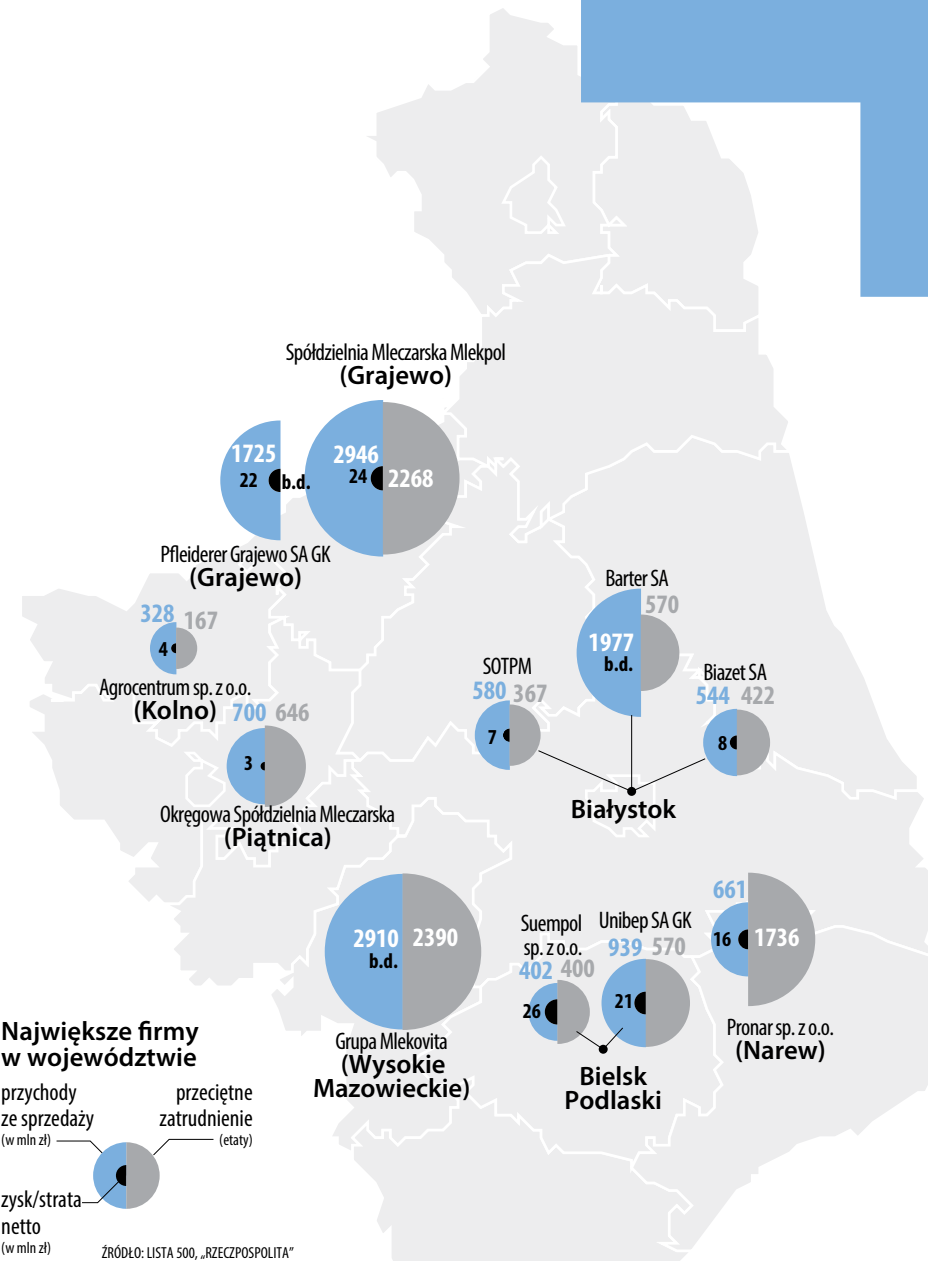 Spółdzielnia Mleczarska Mlekpol
(Grajewo)
1725
22
b.d.
2946
24
2268
Pfleiderer Grajewo SA GK
(Grajewo)
328
167
4
Agrocentrum sp. z o.o.
(Kolno)
700
646
3
Okręgowa Spółdzielnia Mleczarska
(Piątnica)
Barter SA
570
1977
b.d.
SOTPM
580
367
7
Biazet SA
544
422
8
Białystok
2910
b.d.
2390
Grupa Mlekovita
(Wysokie
Mazowieckie)
Suempol
sp. z o.o.
402
400
26
Unibep SA GK
939
570
21
Bielsk
Podlaski
661
16
1736
Pronar sp. z o.o.
(Narew)
Największe firmy
w województwie
przychody
ze sprzedaży
(w mln zł)
przeciętne
zatrudnienie
(etaty)
zysk/strata
netto
(w mln zł)
ŹRÓDŁO: LISTA 500, „RZECZPOSPOLITA”